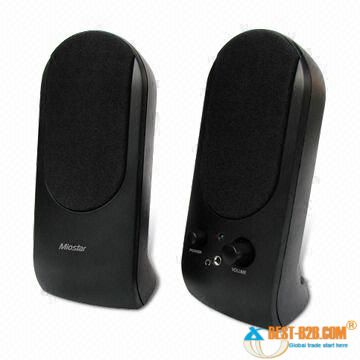 Miostar
POWER
VOLUME
BEST-B2B.COM®
Global trade start here